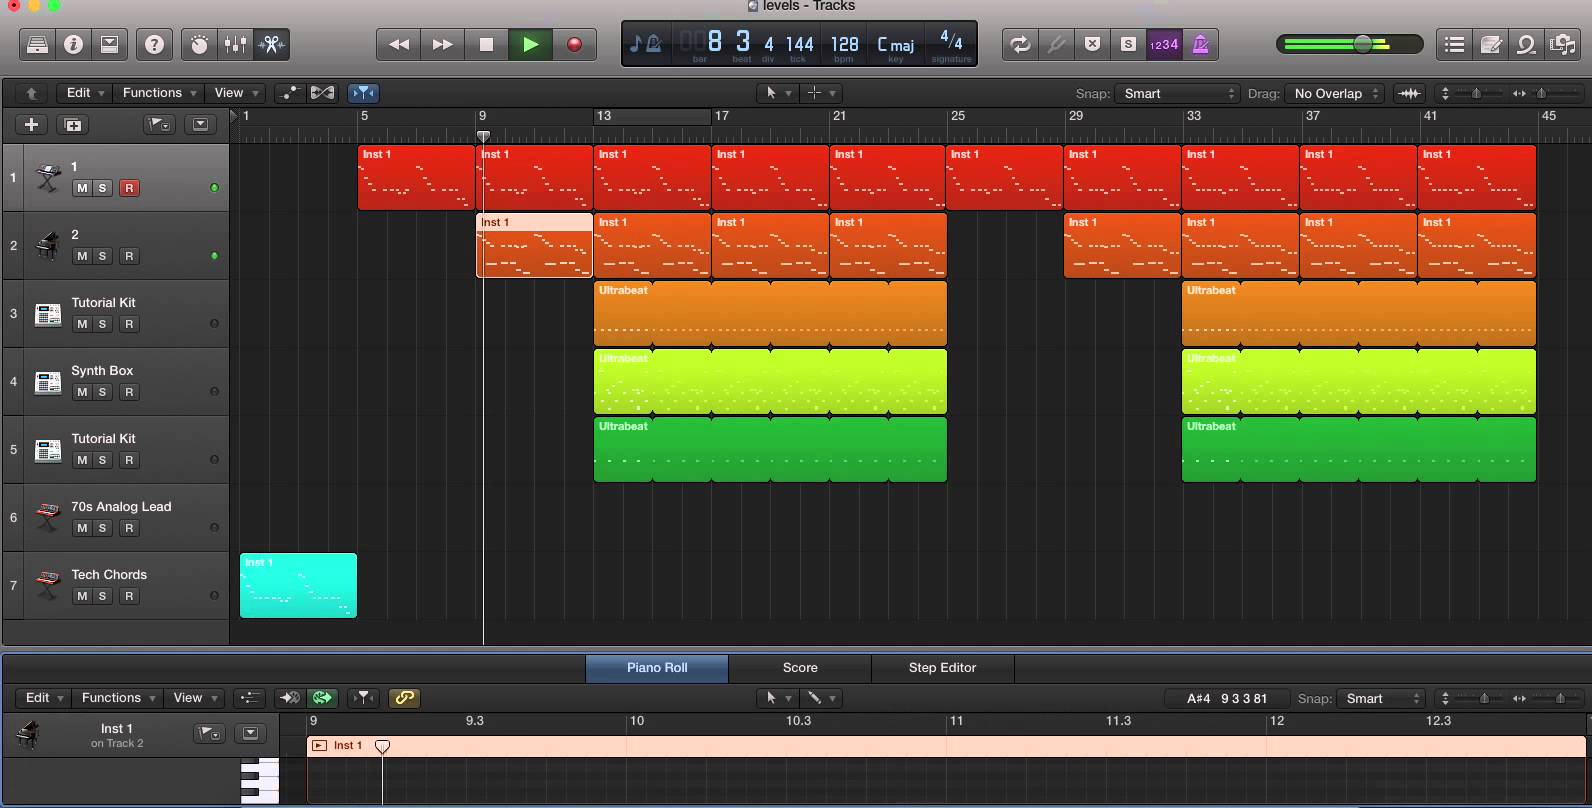 levels - Tracks
8 3 4 144 128 C maj 4/4
bar beat div tick bpm key signature
1234
S
Edit Functions View Snap: Smart Drag: No Overlap
1 5 9 13 17 21 25 29 33 37 41 45
1 1
M S R
Inst 1 Inst 1 Inst 1 Inst 1 Inst 1 Inst 1 Inst 1 Inst 1 Inst 1 Inst 1
2 2
M S R
Inst 1 Inst 1 Inst 1 Inst 1 Inst 1 Inst 1 Inst 1 Inst 1
3 Tutorial Kit
M S R
Ultrabeat Ultrabeat
4 Synth Box
M S R
Ultrabeat Ultrabeat
5 Tutorial Kit
M S R
Ultrabeat Ultrabeat
6 70s Analog Lead
M S R
7 Tech Chords
M S R
Inst 1
Piano Roll Score Step Editor
Edit Functions View A#4 9 3 3 81 Snap: Smart
Inst 1
on Track 2
9 9.3 10 10.3 11 11.3 12 12.3
Inst 1